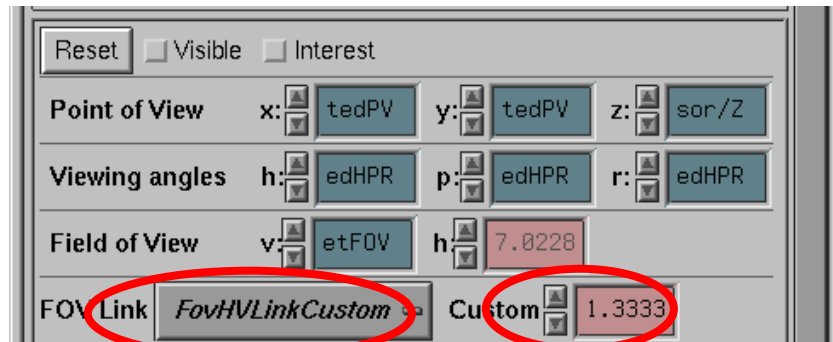 Reset Visible Interest
Point of View x: tedPV y: tedPV z: sor/Z
Viewing angles h: edHPR p: edHPR r: edHPR
Field of View v: etFOV h: 7.0228
FOV Link FovHVLinkCustom Custom 1.3333